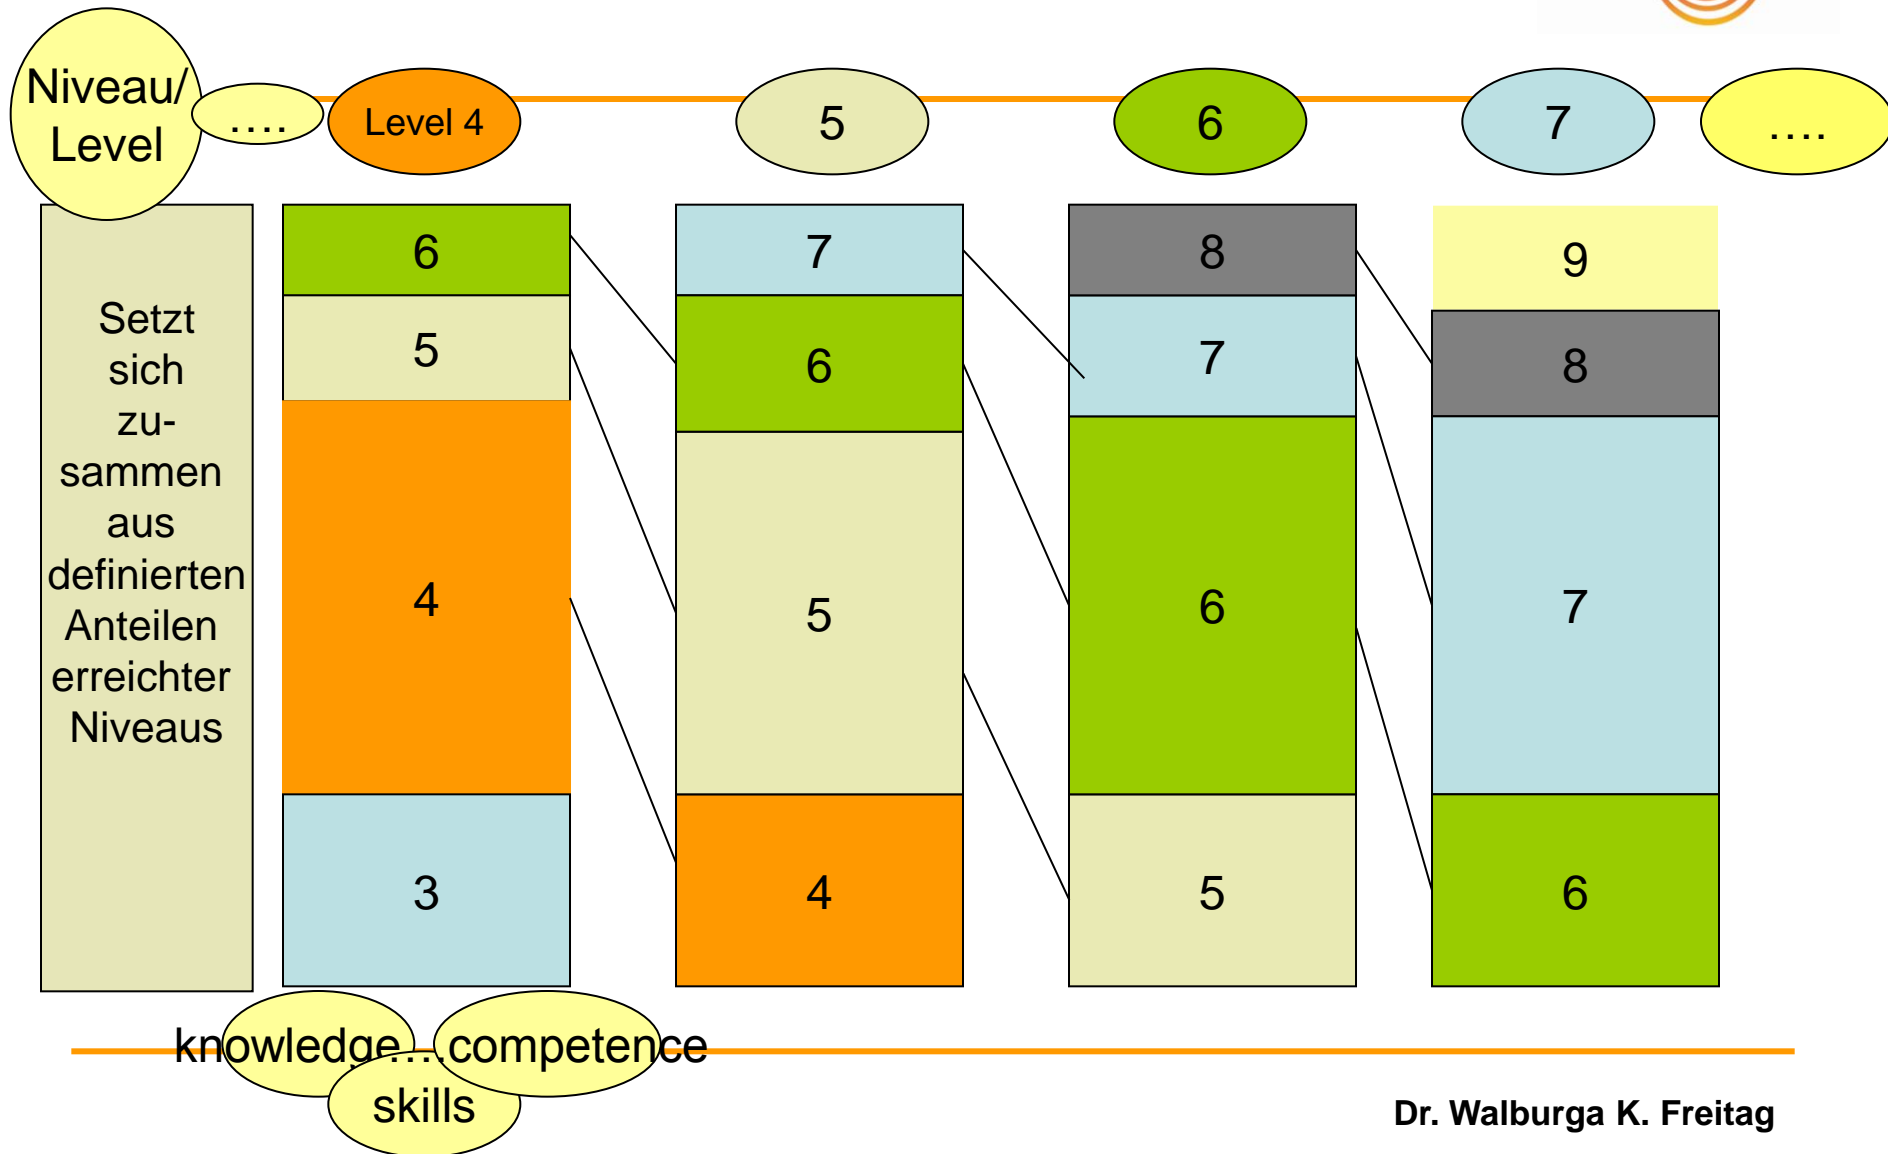 Niveau/
Level
....
Level 4
5
6
7
....
Setzt
sich
zu-
sammen
aus
definierten
Anteilen
erreichter
Niveaus
6
5
4
3
7
6
5
4
8
7
6
5
9
8
7
6
knowledge....competence
skills
Dr. Walburga K. Freitag